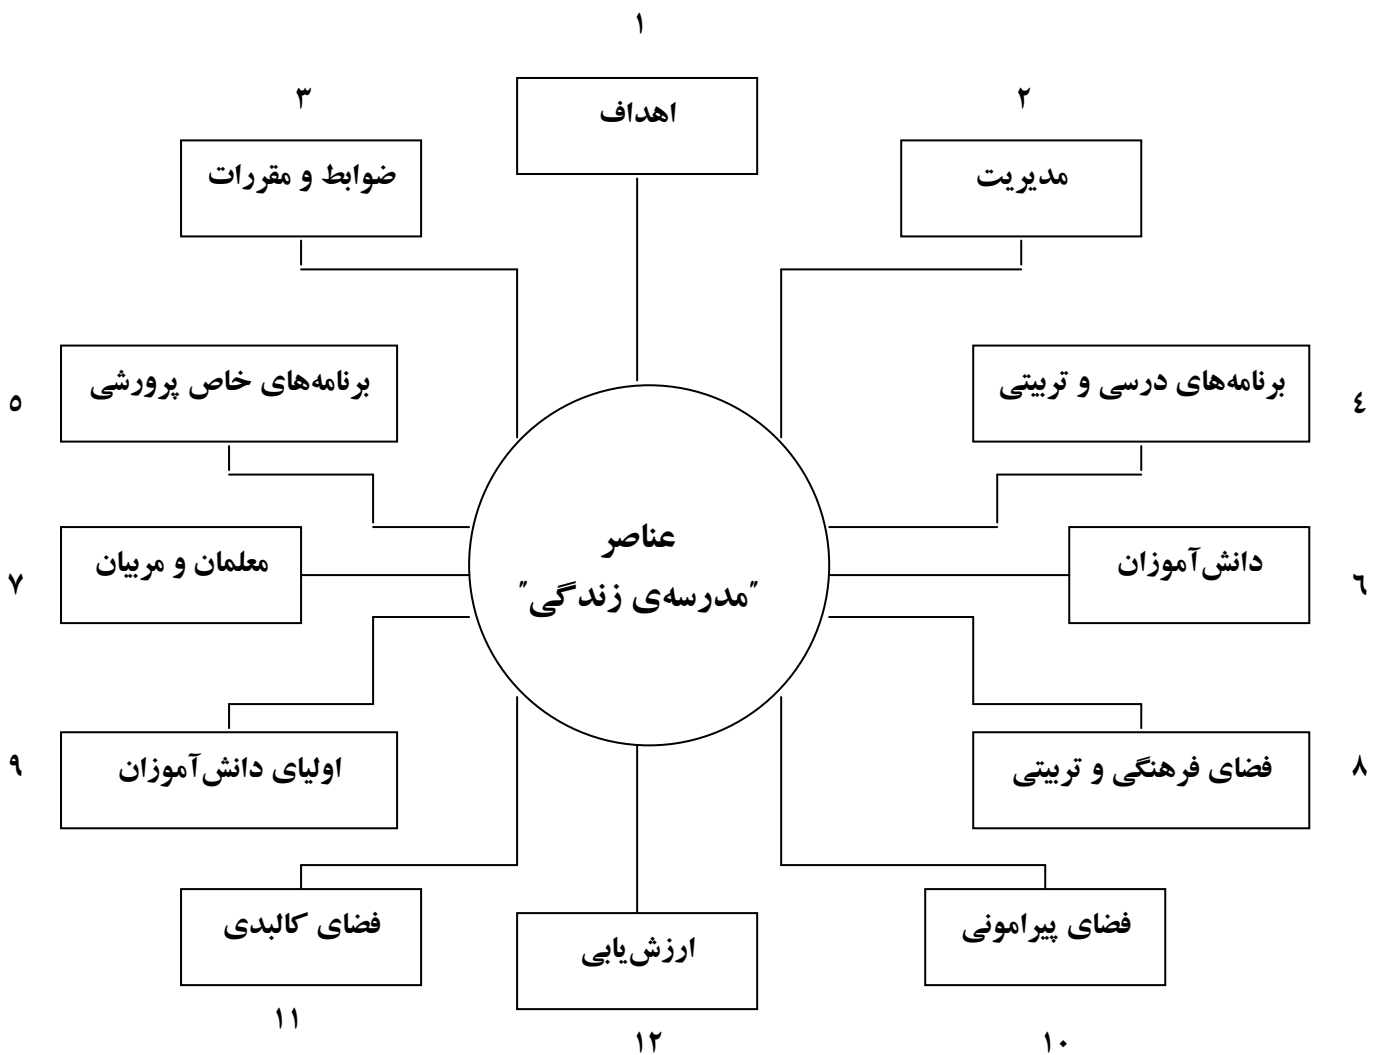 ۱
اهداف
۲
مدیریت
۳
ضوابط و مقررات
٤
برنامه‌های درسی و تربیتی
٥
برنامه‌های خاص پرورشی
عناصر
"مدرسه‌ی زندگی"
٦
دانش‌آموزان
۷
معلمان و مربیان
۸
فضای فرهنگی و تربیتی
۹
اولیای دانش‌آموزان
۱۰
فضای پیرامونی
۱۱
فضای کالبدی
۱۲
ارزش‌یابی